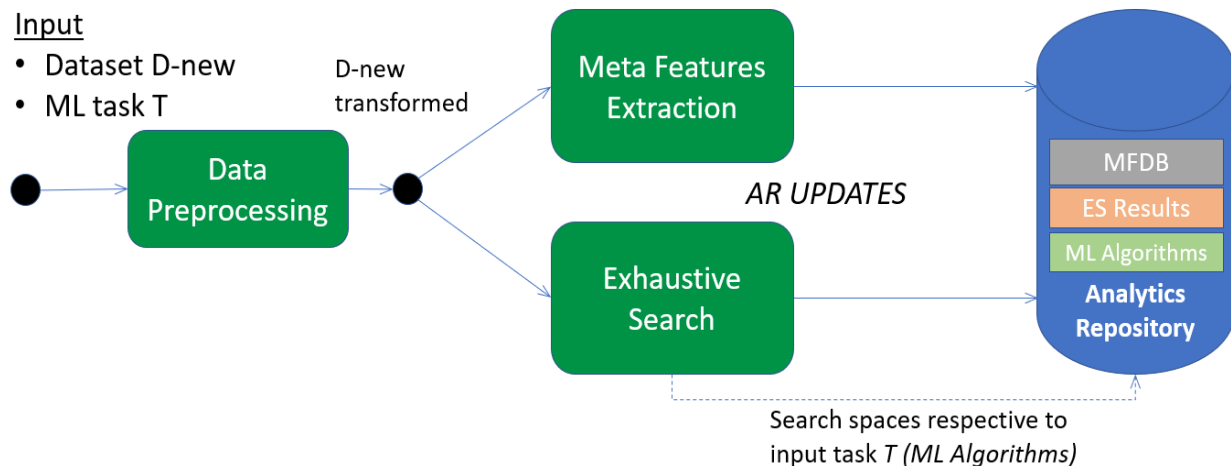 Input
• Dataset D-new
• ML task T
D-new
transformed
Data
Preprocessing
Meta Features
Extraction
AR UPDATES
Exhaustive
Search
MFDB
ES Results
ML Algorithms
Analytics
Repository
Search spaces respective to
input task T (ML Algorithms)